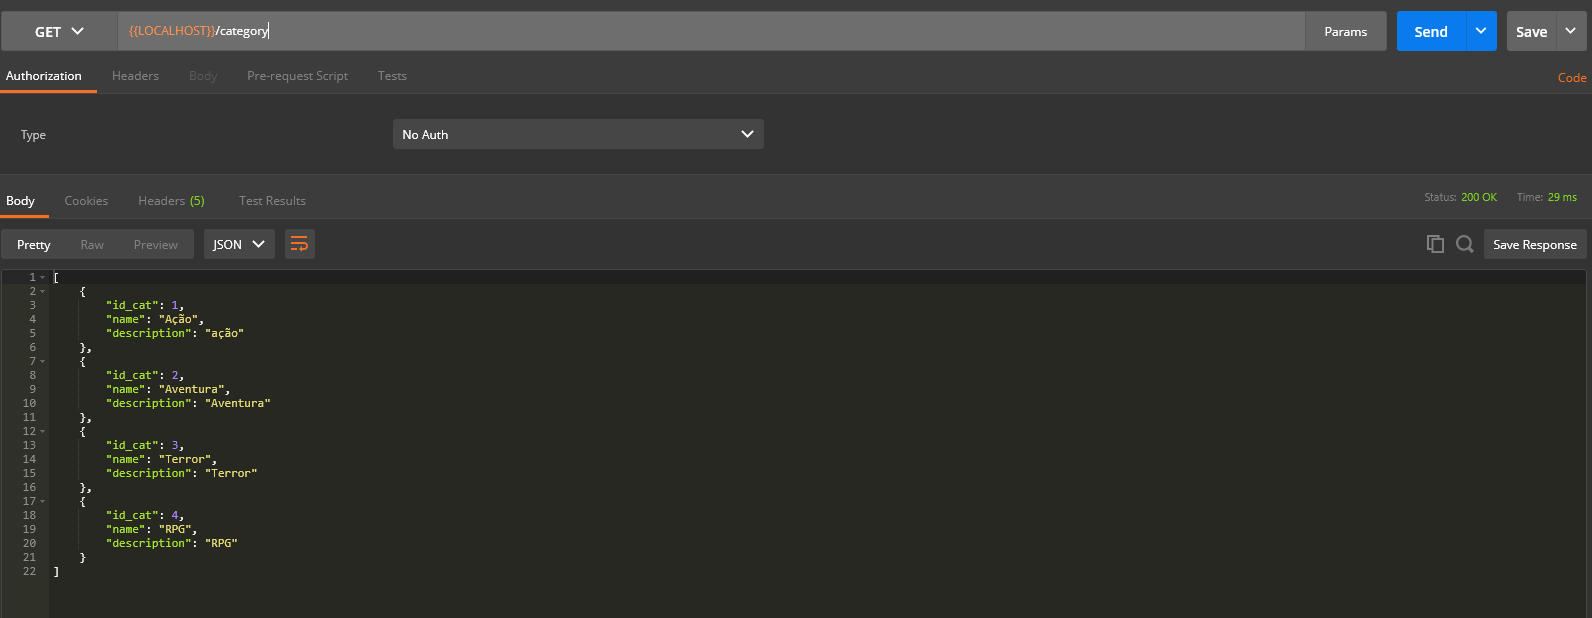 GET {{LOCALHOST}}/category Params Send Save
Authorization Headers Body Pre-request Script Tests Code
Type No Auth
Body Cookies Headers (5) Test Results Status: 200 OK Time: 29 ms
Pretty Raw Preview JSON Save Response
1 [
2 {
3 "id_cat": 1,
4 "name": "Ação",
5 "description": "ação"
6 },
7 {
8 "id_cat": 2,
9 "name": "Aventura",
10 "description": "Aventura"
11 },
12 {
13 "id_cat": 3,
14 "name": "Terror",
15 "description": "Terror"
16 },
17 {
18 "id_cat": 4,
19 "name": "RPG",
20 "description": "RPG"
21 }
22 ]